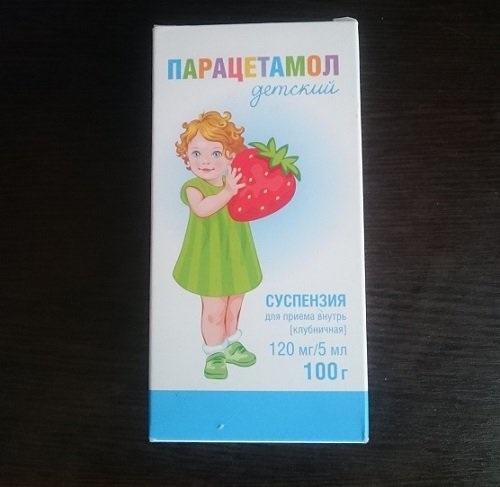 ПАРАЦЕТАМОЛ
детский
СУСПЕНЗИЯ
для приема внутрь
[клубничная]
120 мг/5 мл
100 г